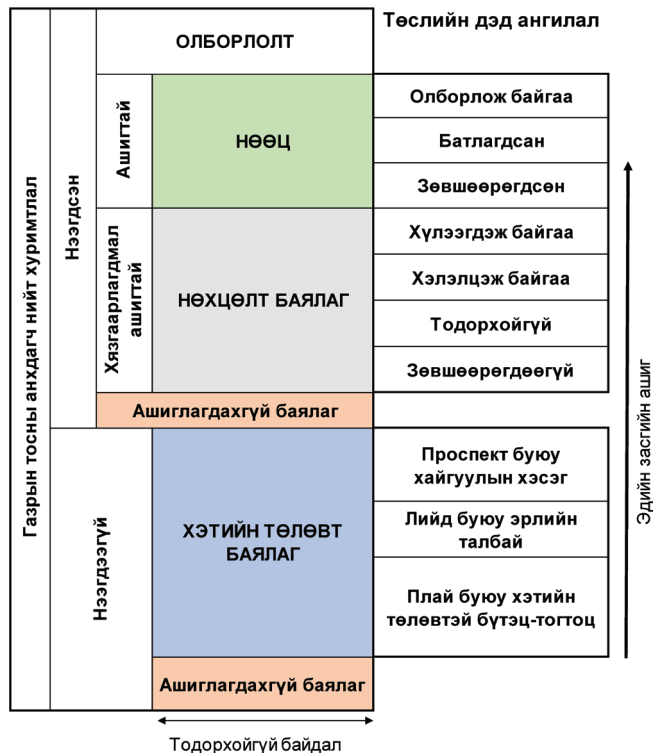 Төслийн дэд ангилал
ОЛБОРЛОЛТ
Газрын тосны анхдагч нийт хуримтлал
Нээгдсэн
Ашигтай
НӨӨЦ
Олборлож байгаа
Батлагдсан
Зөвшөөрөгдсөн
Хязгаарлагдмал
ашигтай
НӨХЦӨЛТ БАЯЛАГ
Хүлээгдэж байгаа
Хэлэлцэж байгаа
Тодорхойгүй
Зөвшөөрөгдөөгүй
Ашиглагдахгүй баялаг
Нээгдээгүй
ХЭТИЙН ТӨЛӨВТ
БАЯЛАГ
Проспект буюу
хайгуулын хэсэг
Лийд буюу эрлийн
талбай
Плай буюу хэтийн
төлөвтэй бүтэц-тогтоц
Ашиглагдахгүй баялаг
Эдийн засгийн ашиг
Тодорхойгүй байдал